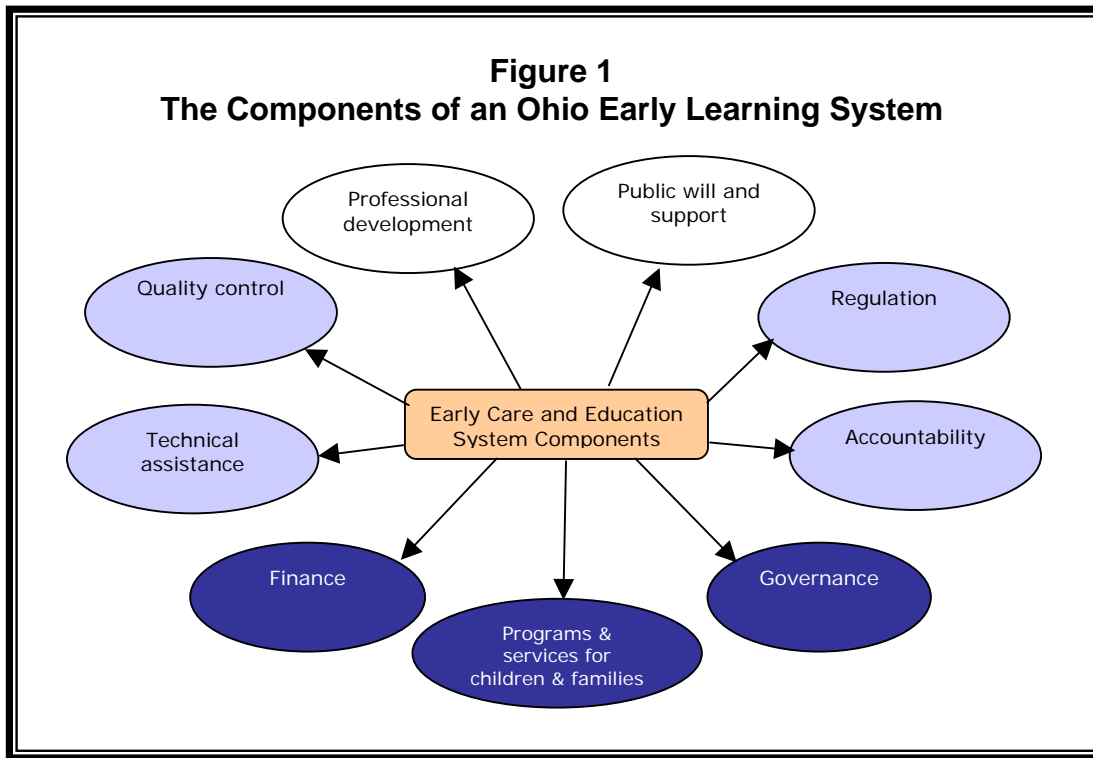 Figure 1
The Components of an Ohio Early Learning System
Professional
development
Public will and
support
Quality control
Regulation
Early Care and Education
System Components
Technical
assistance
Accountability
Finance
Governance
Programs &
services for
children & families